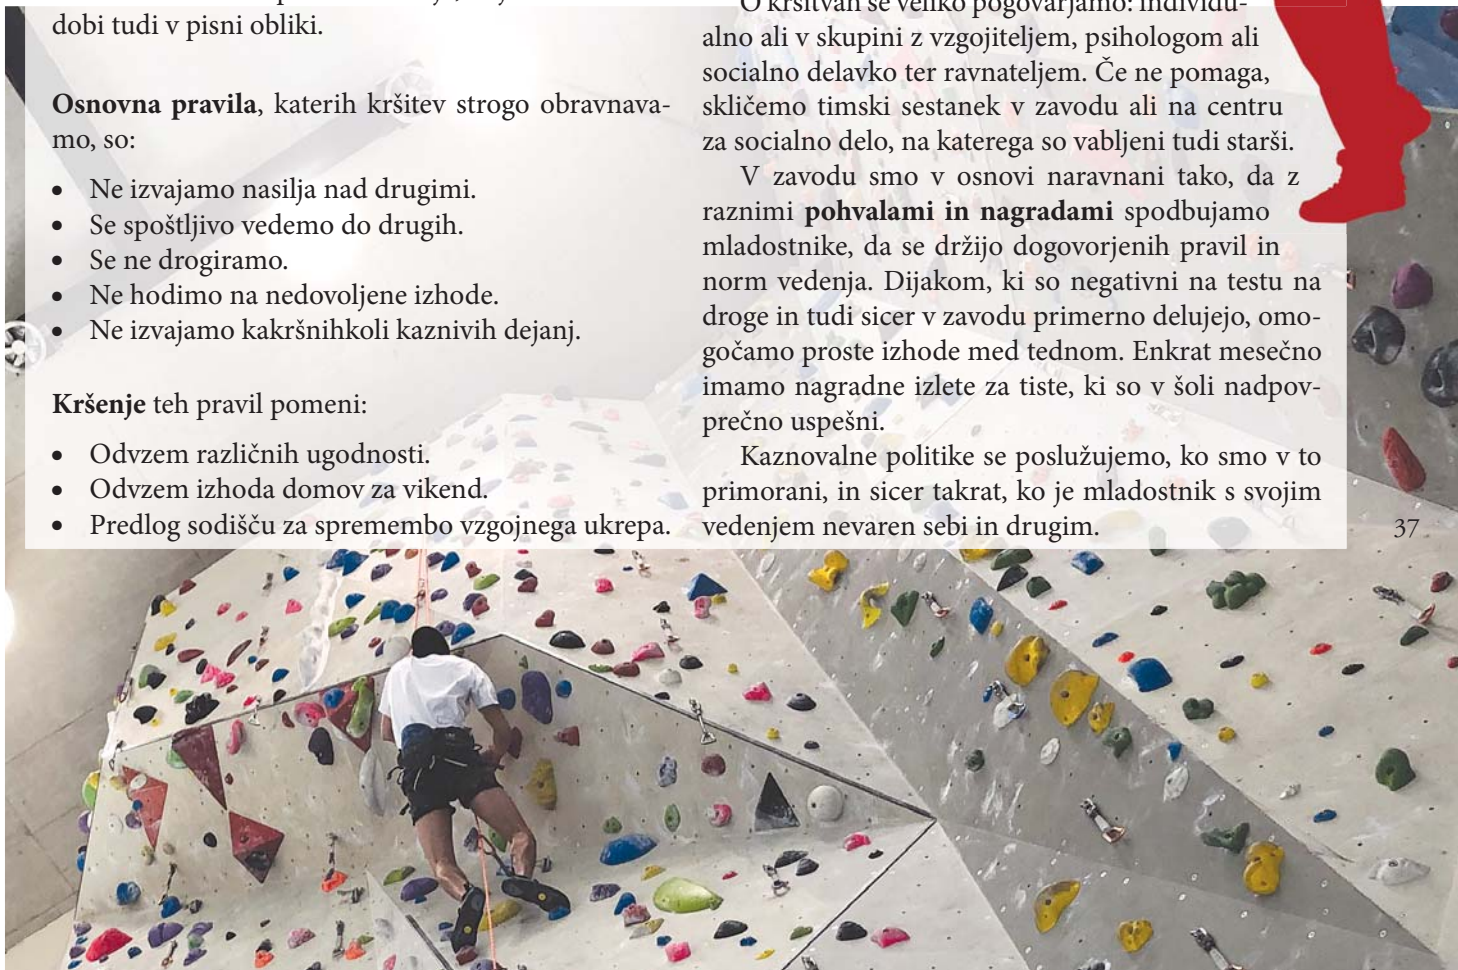 dobi tudi v pisni obliki.
Osnovna pravila, katerih kršitev strogo obravnava-
mo, so:
• Ne izvajamo nasilja nad drugimi.
• Se spoštljivo vedemo do drugih.
• Se ne drogiramo.
• Ne hodimo na nedovoljene izhode.
• Ne izvajamo kakršnihkoli kaznivih dejanj.
Kršenje teh pravil pomeni:
• Odvzem različnih ugodnosti.
• Odvzem izhoda domov za vikend.
• Predlog sodišču za spremembo vzgojnega ukrepa.
O kršitvah se veliko pogovarjamo: individu-
alno ali v skupini z vzgojiteljem, psihologom ali
socialno delavko ter ravnateljem. Če ne pomaga,
skličemo timski sestanek v zavodu ali na centru
za socialno delo, na katerega so vabljeni tudi starši.
V zavodu smo v osnovi naravnani tako, da z
raznimi pohvalami in nagradami spodbujamo
mladostnike, da se držijo dogovorjenih pravil in
norm vedenja. Dijakom, ki so negativni na testu na
droge in tudi sicer v zavodu primerno delujejo, omo-
gočamo proste izhode med tednom. Enkrat mesečno
imamo nagradne izlete za tiste, ki so v šoli nadpov-
prečno uspešni.
Kaznovalne politike se poslužujemo, ko smo v to
primorani, in sicer takrat, ko je mladostnik s svojim
vedenjem nevaren sebi in drugim.
37